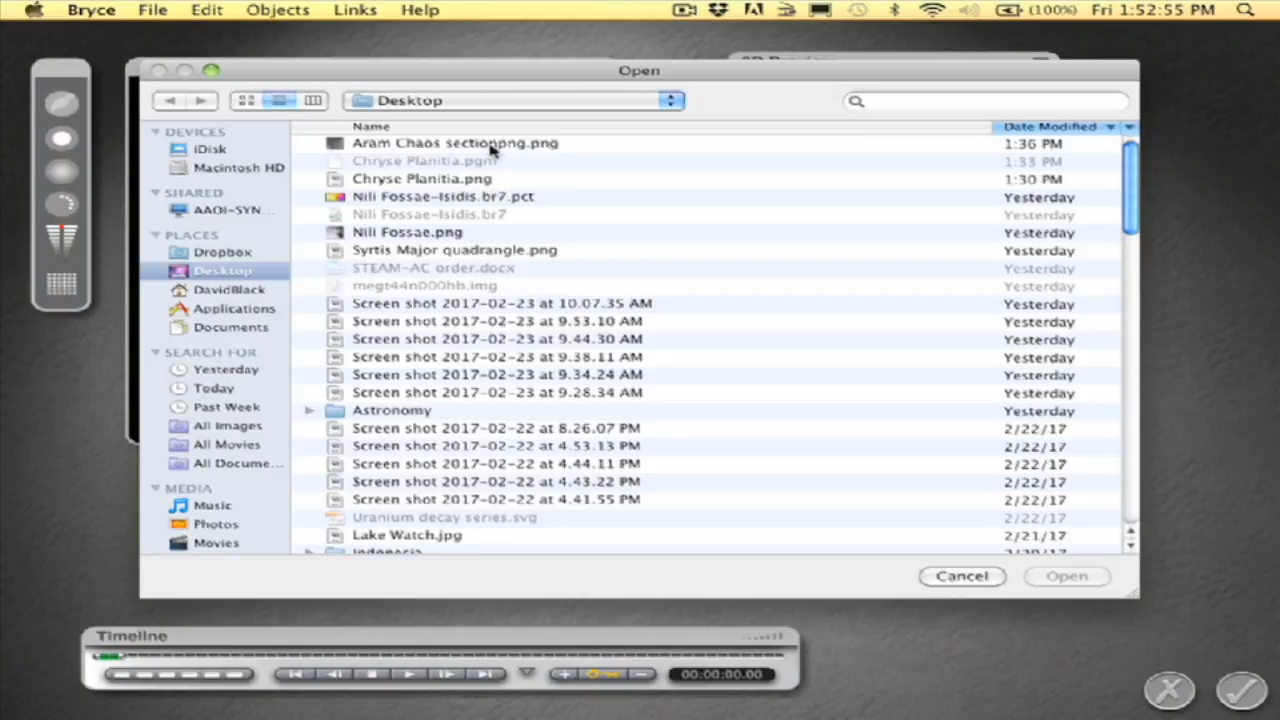 Bryce File Edit Objects Links Help (100%) Fri 1:52:55 PM
Open
Desktop
Name Date Modified
DEVICES
iDisk
Macintosh HD
SHARED
AAOI-SYN...
PLACES
Dropbox
Desktop
DavidBlack
Applications
Documents
SEARCH FOR
Yesterday
Today
Past Week
All Images
All Movies
All Docume...
MEDIA
Music
Photos
Movies
Aram Chaos sectionpng.png 1:36 PM
Chryse Planitia.pgm 1:33 PM
Chryse Planitia.png 1:30 PM
Nili Fossae-Isidis.br7.pct Yesterday
Nili Fossae-Isidis.br7 Yesterday
Nili Fossae.png Yesterday
Syrtis Major quadrangle.png Yesterday
STEAM-AC order.docx Yesterday
megt44n000hb.img Yesterday
Screen shot 2017-02-23 at 10.07.35 AM Yesterday
Screen shot 2017-02-23 at 9.53.10 AM Yesterday
Screen shot 2017-02-23 at 9.44.30 AM Yesterday
Screen shot 2017-02-23 at 9.38.11 AM Yesterday
Screen shot 2017-02-23 at 9.34.24 AM Yesterday
Screen shot 2017-02-23 at 9.28.34 AM Yesterday
Astronomy Yesterday
Screen shot 2017-02-22 at 8.26.07 PM 2/22/17
Screen shot 2017-02-22 at 4.53.13 PM 2/22/17
Screen shot 2017-02-22 at 4.44.11 PM 2/22/17
Screen shot 2017-02-22 at 4.43.22 PM 2/22/17
Screen shot 2017-02-22 at 4.41.55 PM 2/22/17
Uranium decay series.svg 2/22/17
Lake Watch.jpg 2/21/17
Indonesia
Cancel Open
Timeline
00:00:00.00